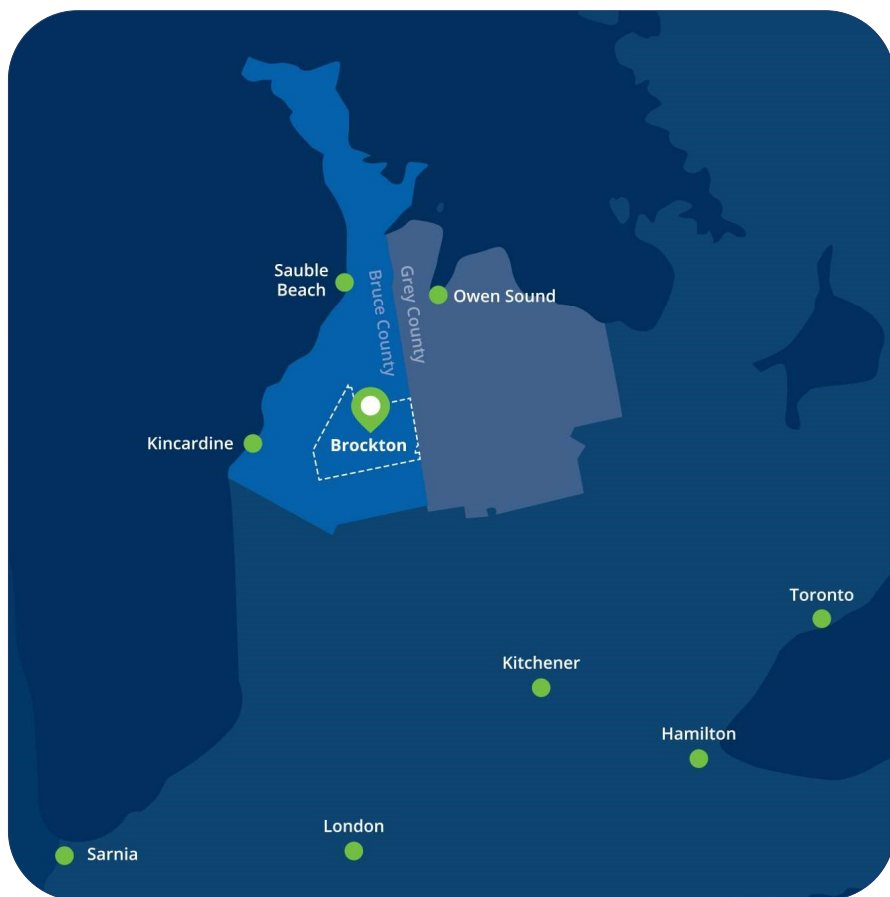 Sauble
Beach
Bruce County
Grey County
Owen Sound
Kincardine
Brockton
Toronto
Kitchener
Hamilton
London
Sarnia